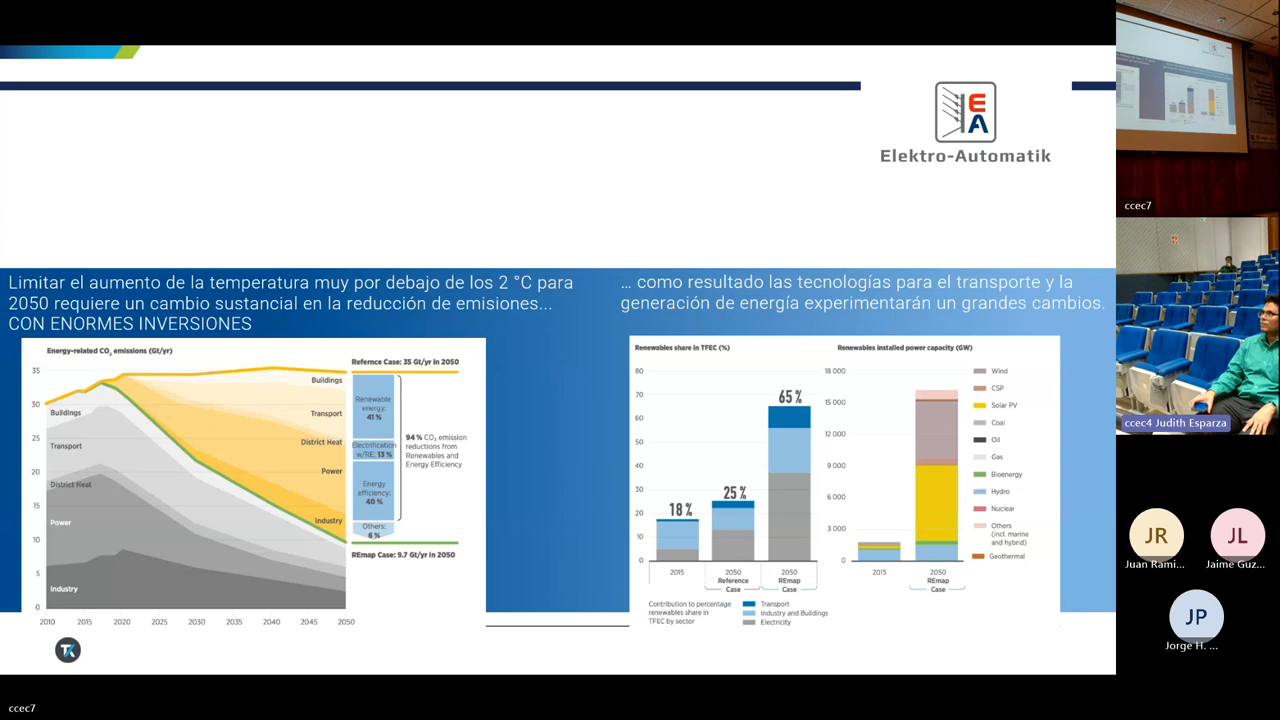 E
A
Elektro-Automatik
Limitar el aumento de la temperatura muy por debajo de los 2 °C para
2050 requiere un cambio sustancial en la reducción de emisiones...
CON ENORMES INVERSIONES
... como resultado las tecnologías para el transporte y la
generación de energía experimentarán un grandes cambios.
Energy-related CO2 emissions (Gt/yr)
35
30
25
20
15
10
5
0
Buildings
Transport
District Heat
Power
Industry
Buildings
Transport
District Heat
Power
Industry
2010
2015
2020
2025
2030
2035
2040
2045
2050
Refernce Case: 35 Gt/yr in 2050
Renewable
energy:
41 %
Electrification
w/RE: 13 %
Energy
efficiency:
40 %
Others:
6 %
94 % CO2 emission
reductions from
Renewables and
Energy Efficiency
REmap Case: 9.7 Gt/yr in 2050
Renewables share in TFEC (%)
80
70
60
50
40
30
20
10
0
18 %
25 %
65 %
2015
2050
Reference
Case
2050
REmap
Case
Contribution to percentage
renewables share in
TFEC by sector
Transport
Industry and Buildings
Electricity
Renewables installed power capacity (GW)
18 000
15 000
12 000
9 000
6 000
3 000
0
2015
2050
REmap
Case
Wind
CSP
Solar PV
Coal
Oil
Gas
Bioenergy
Hydro
Nuclear
Others
(incl. marine
and hybrid)
Geothermal
TK
ccec7
ccec7
ccec4 Judith Esparza
JR
Juan Rami...
JL
Jaime Guz...
JP
Jorge H. ...